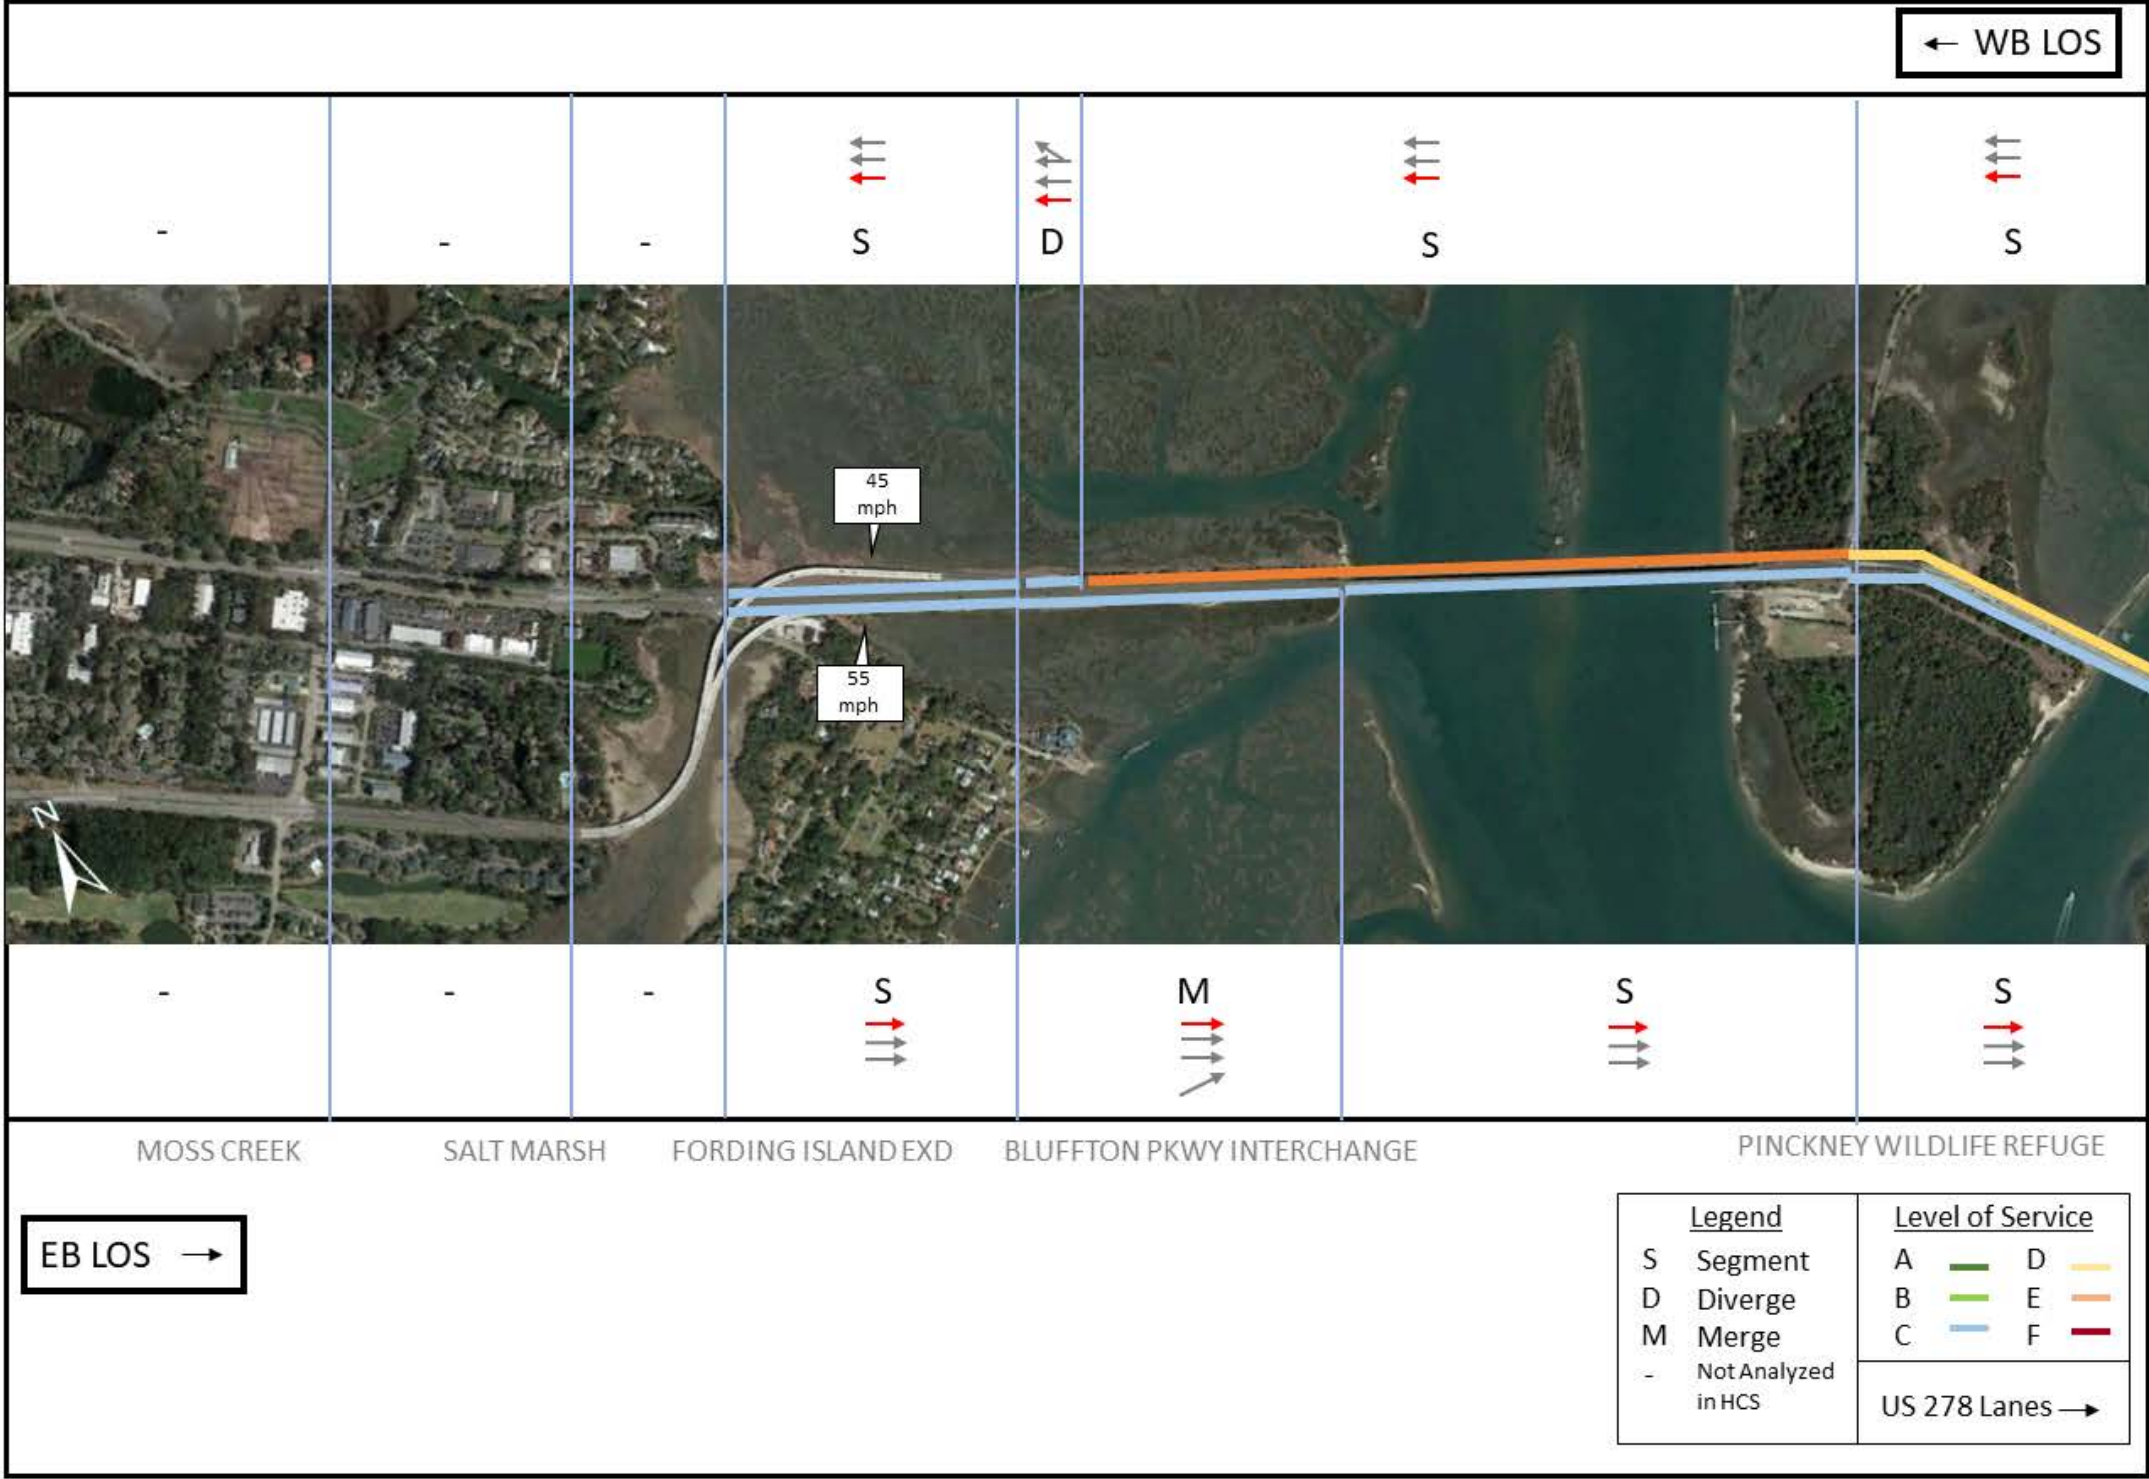 ← WB LOS
- - - S D S S
45
mph
55
mph
N
- - - S M S S
MOSS CREEK SALT MARSH FORDING ISLAND EXD BLUFFTON PKWY INTERCHANGE PINCKNEY WILDLIFE REFUGE
EB LOS →
Legend
S Segment
D Diverge
M Merge
- Not Analyzed
in HCS
Level of Service
A D
B E
C F
US 278 Lanes →